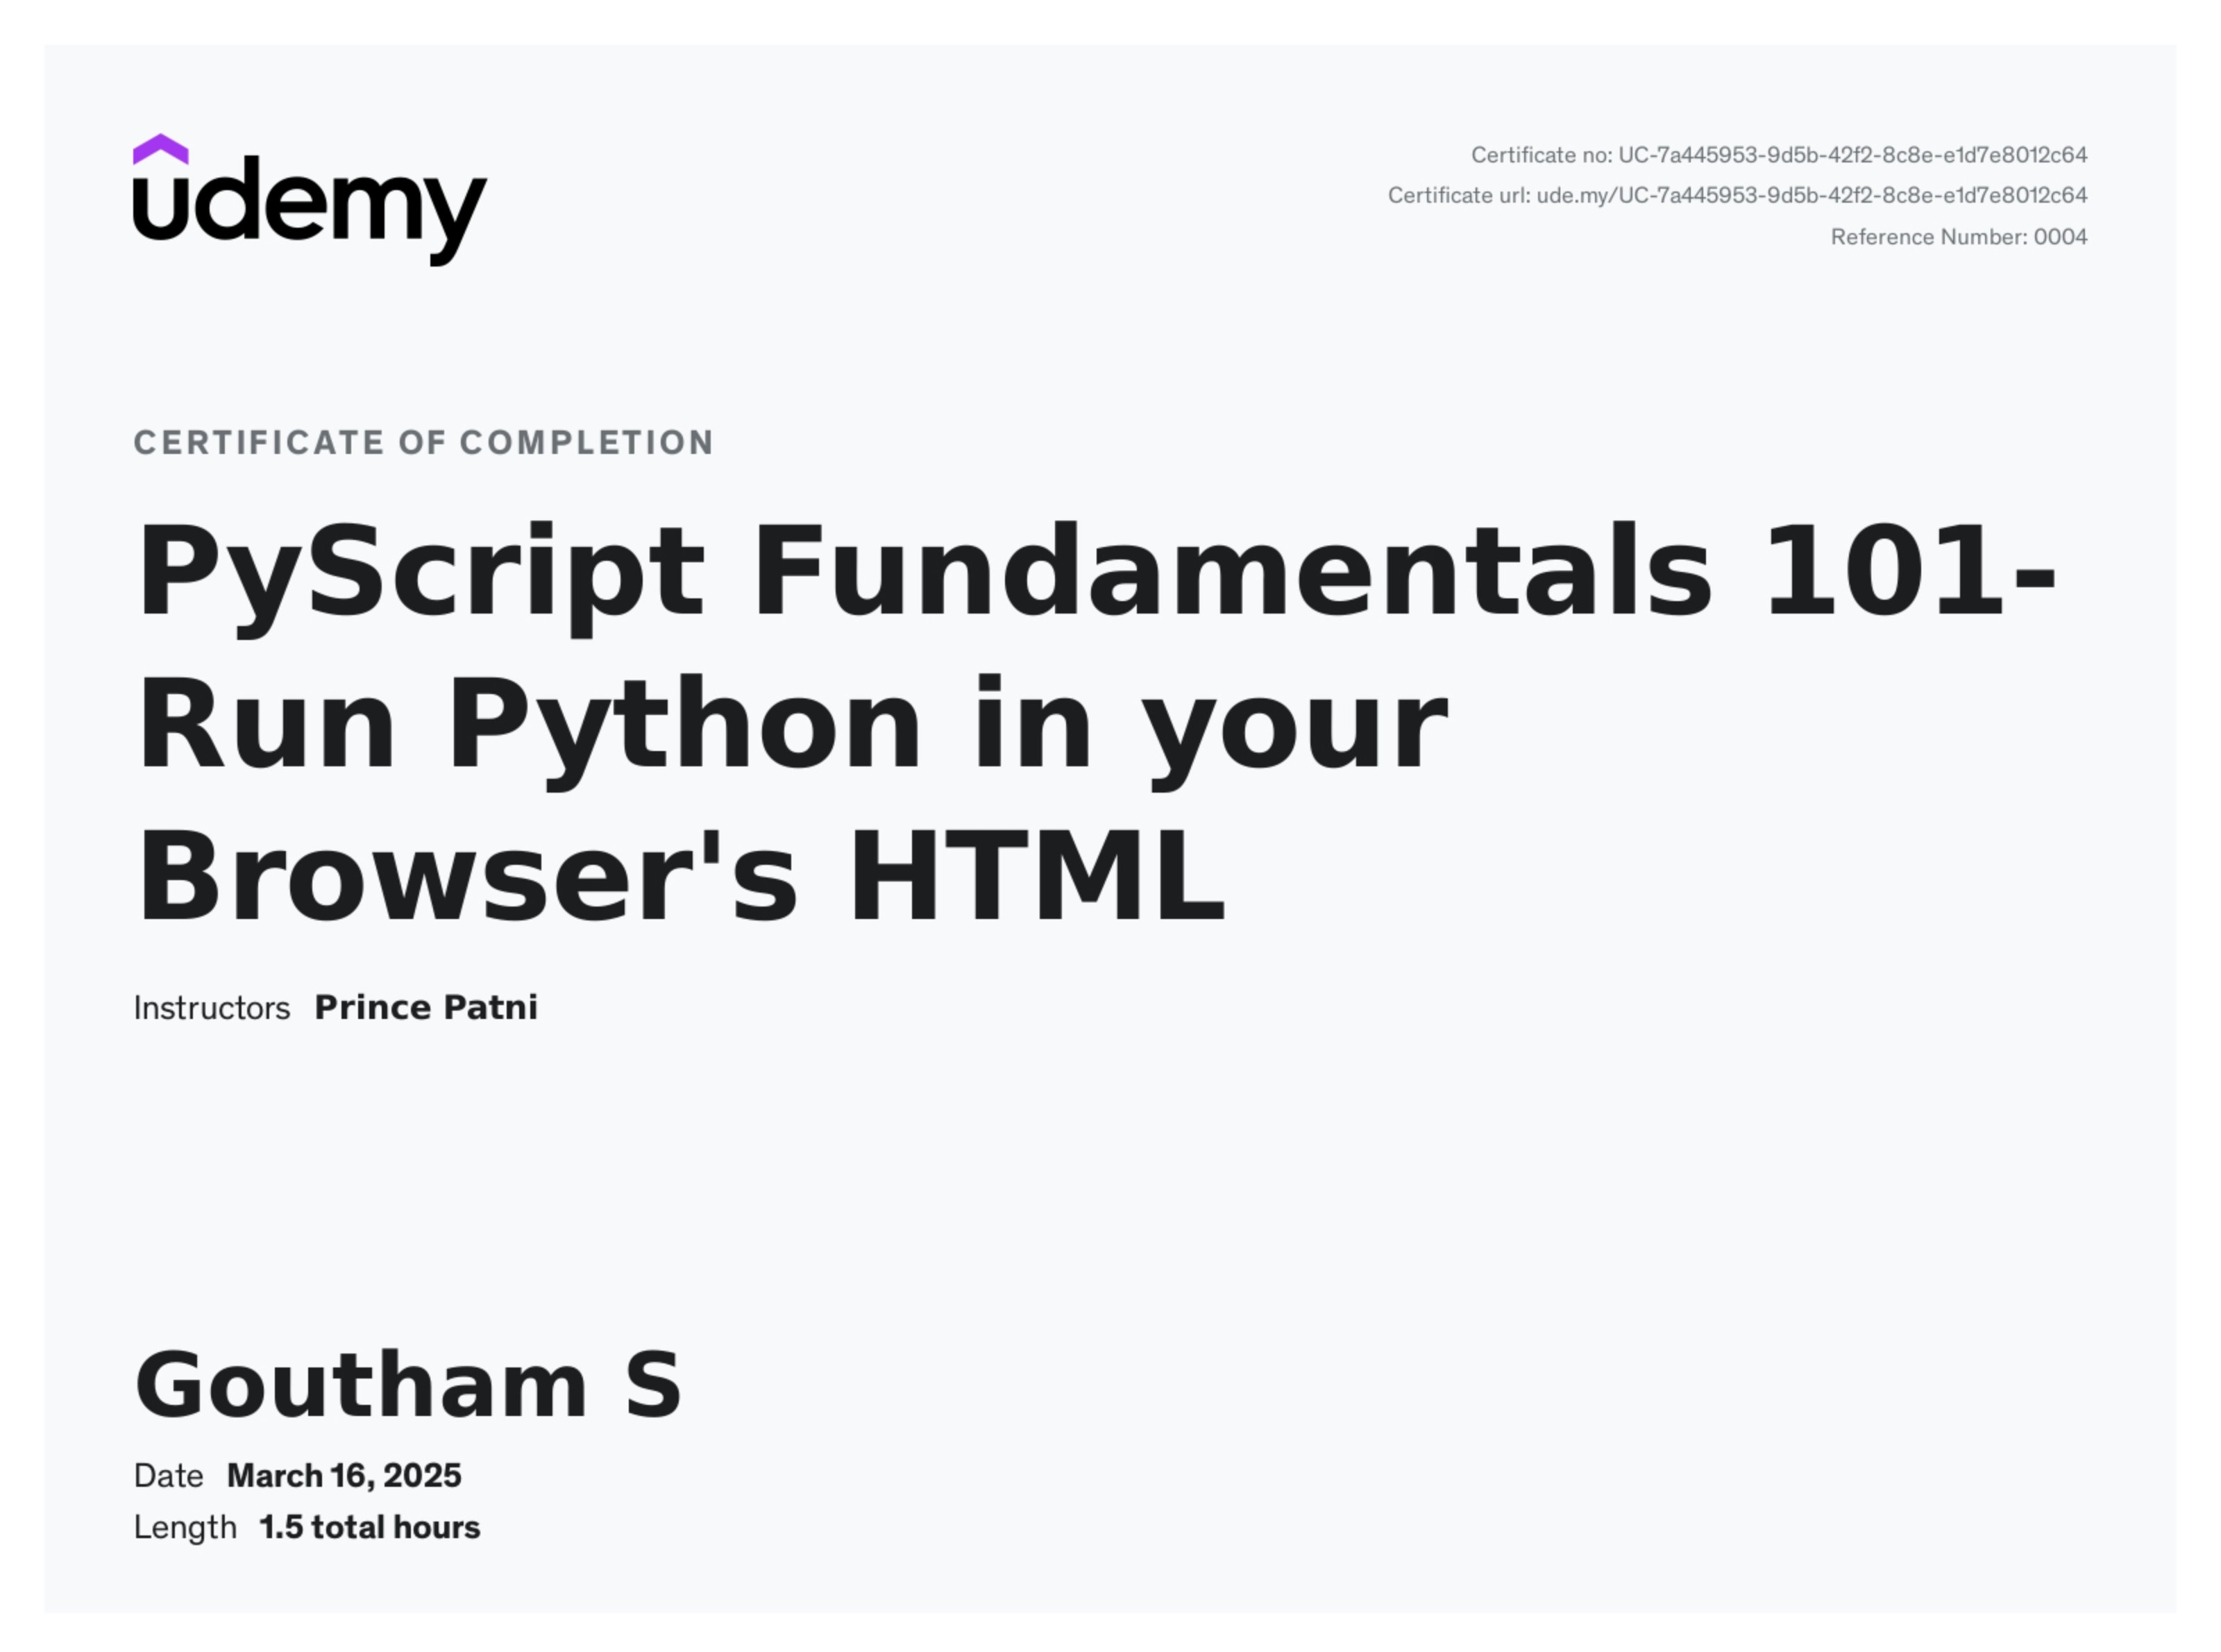 udemy
Certificate no: UC-7a445953-9d5b-42f2-8c8e-e1d7e8012c64
Certificate url: ude.my/UC-7a445953-9d5b-42f2-8c8e-e1d7e8012c64
Reference Number: 0004
CERTIFICATE OF COMPLETION
PyScript Fundamentals 101-
Run Python in your
Browser's HTML
Instructors Prince Patni
Goutham S
Date March 16, 2025
Length 1.5 total hours